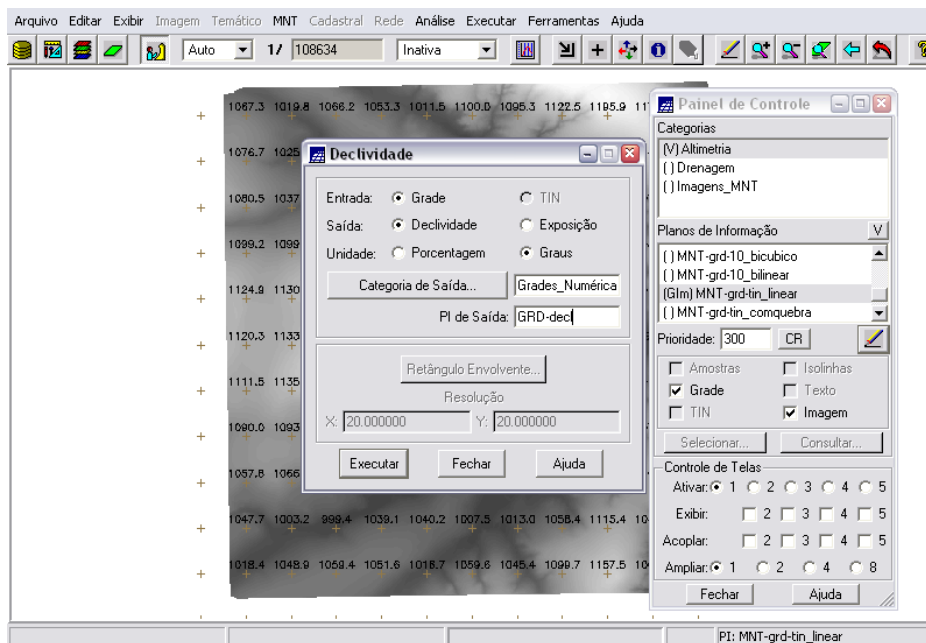 Arquivo Editar Exibir Imagem Temático MNT Cadastral Rede Análise Executar Ferramentas Ajuda
Auto 1/ 108634 Inativa
1067.3 1019.8 1066.2 1053.3 1011.5 1100.0 1095.3 1122.5 1195.9 11
1076.7 1025
1080.5 1037
1099.2 1099
1124.9 1130
1120.3 1133
1111.5 1135
1090.0 1093
1057.8 1066
1047.7 1003.2 999.4 1039.1 1040.2 1007.5 1013.0 1058.4 1115.4 10
1018.4 1048.9 1059.4 1051.6 1018.7 1059.6 1045.4 1099.7 1157.5 10
Declividade
Entrada: Grade TIN
Saída: Declividade Exposição
Unidade: Porcentagem Graus
Categoria de Saída... Grades_Numérica
PI de Saída: GRD-decl
Retângulo Envolvente...
Resolução
X: 20.000000 Y: 20.000000
Executar Fechar Ajuda
Painel de Controle
Categorias
(V) Altimetria
( ) Drenagem
( ) Imagens_MNT
Planos de Informação V
( ) MNT-grd-10_bicubico
( ) MNT-grd-10_bilinear
(GIm) MNT-grd-tin_linear
( ) MNT-grd-tin_comquebra
Prioridade: 300 CR
Amostras Isolinhas
Grade Texto
TIN Imagem
Selecionar... Consultar...
Controle de Telas
Ativar: 1 2 3 4 5
Exibir: 2 3 4 5
Acoplar: 2 3 4 5
Ampliar: 1 2 4 8
Fechar Ajuda
PI: MNT-grd-tin_linear